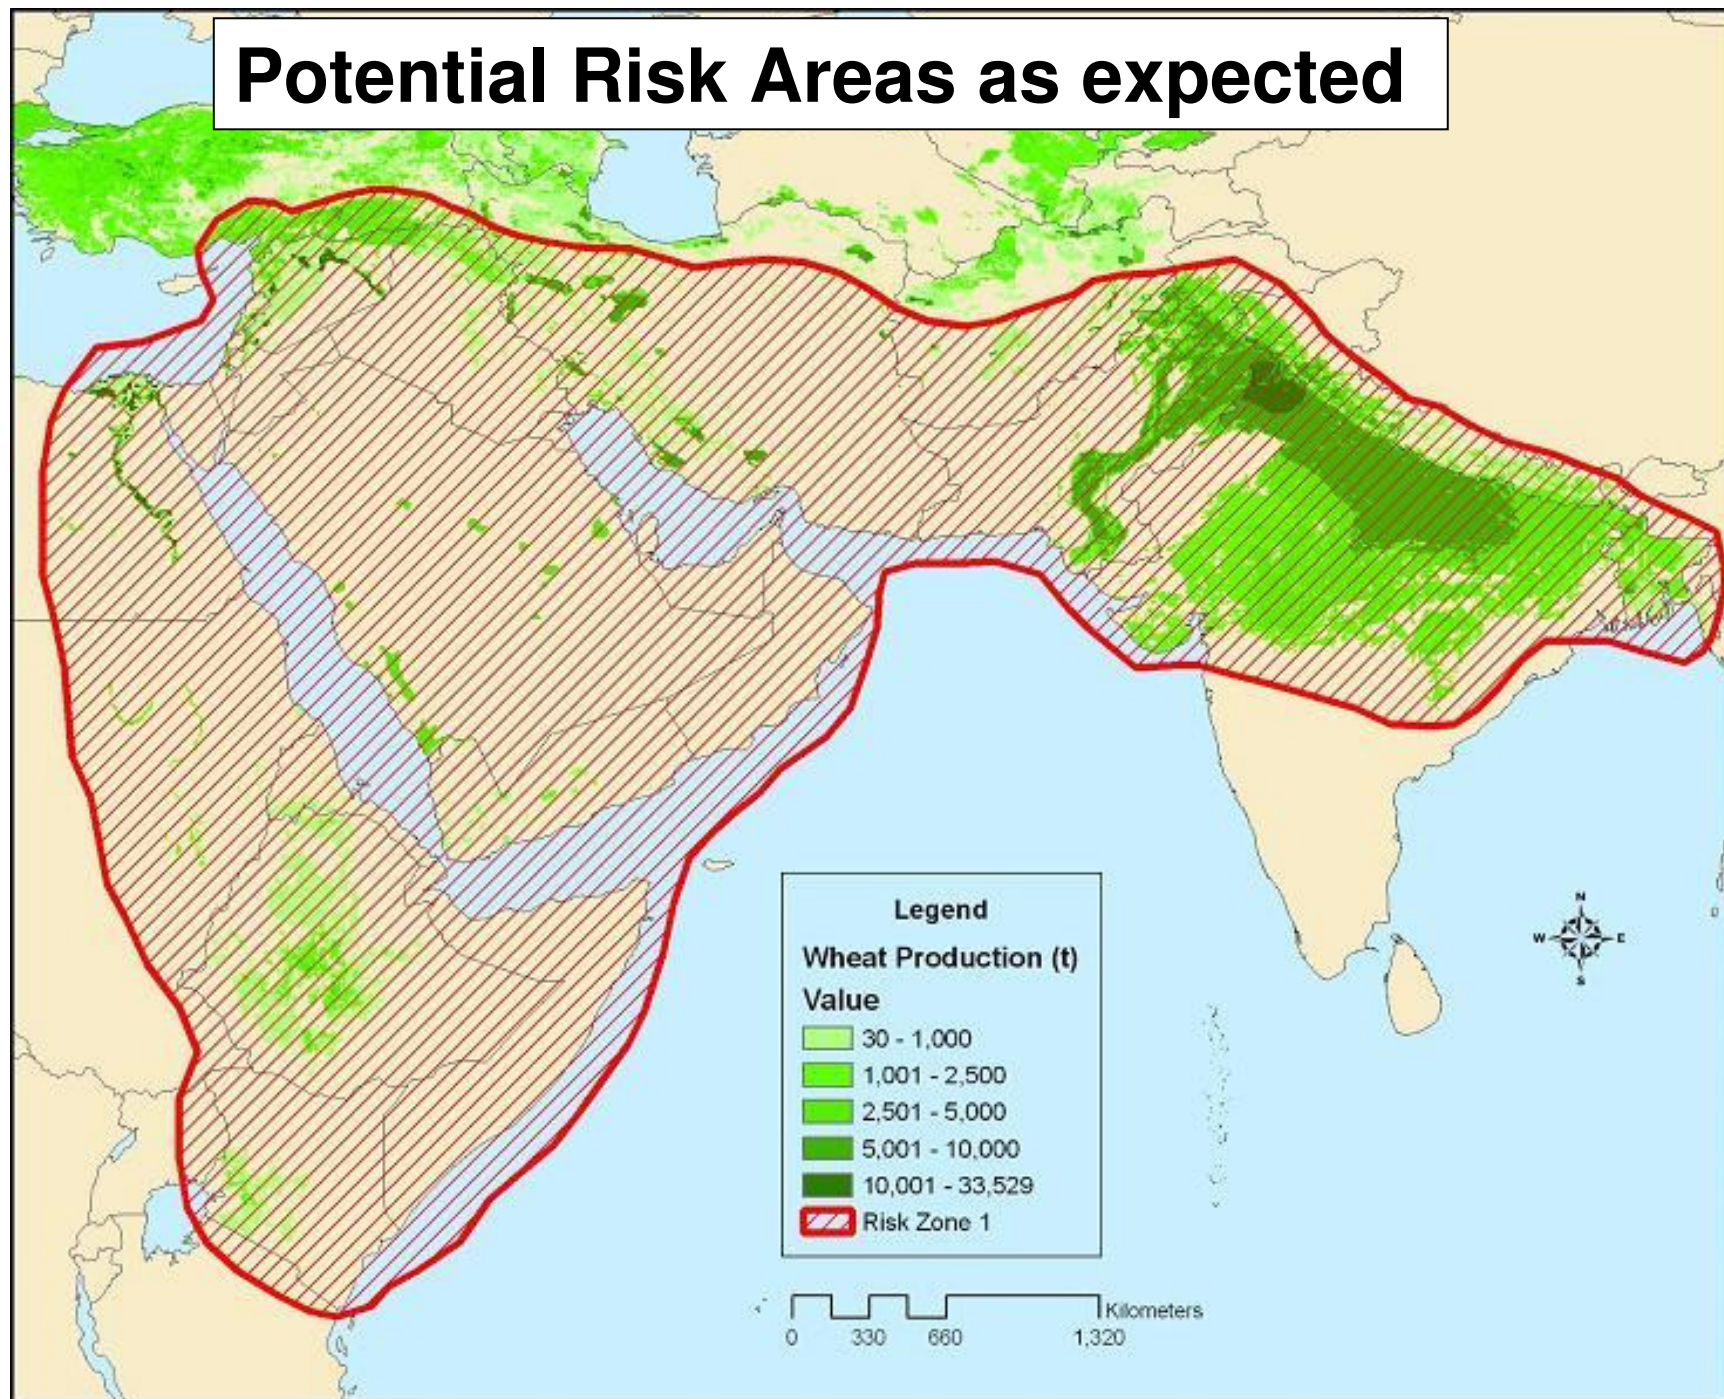 Potential Risk Areas as expected
Legend
Wheat Production (t)
Value
30 - 1,000
1,001 - 2,500
2,501 - 5,000
5,001 - 10,000
10,001 - 33,529
Risk Zone 1
N
W E
S
Kilometers
0 330 660 1,320